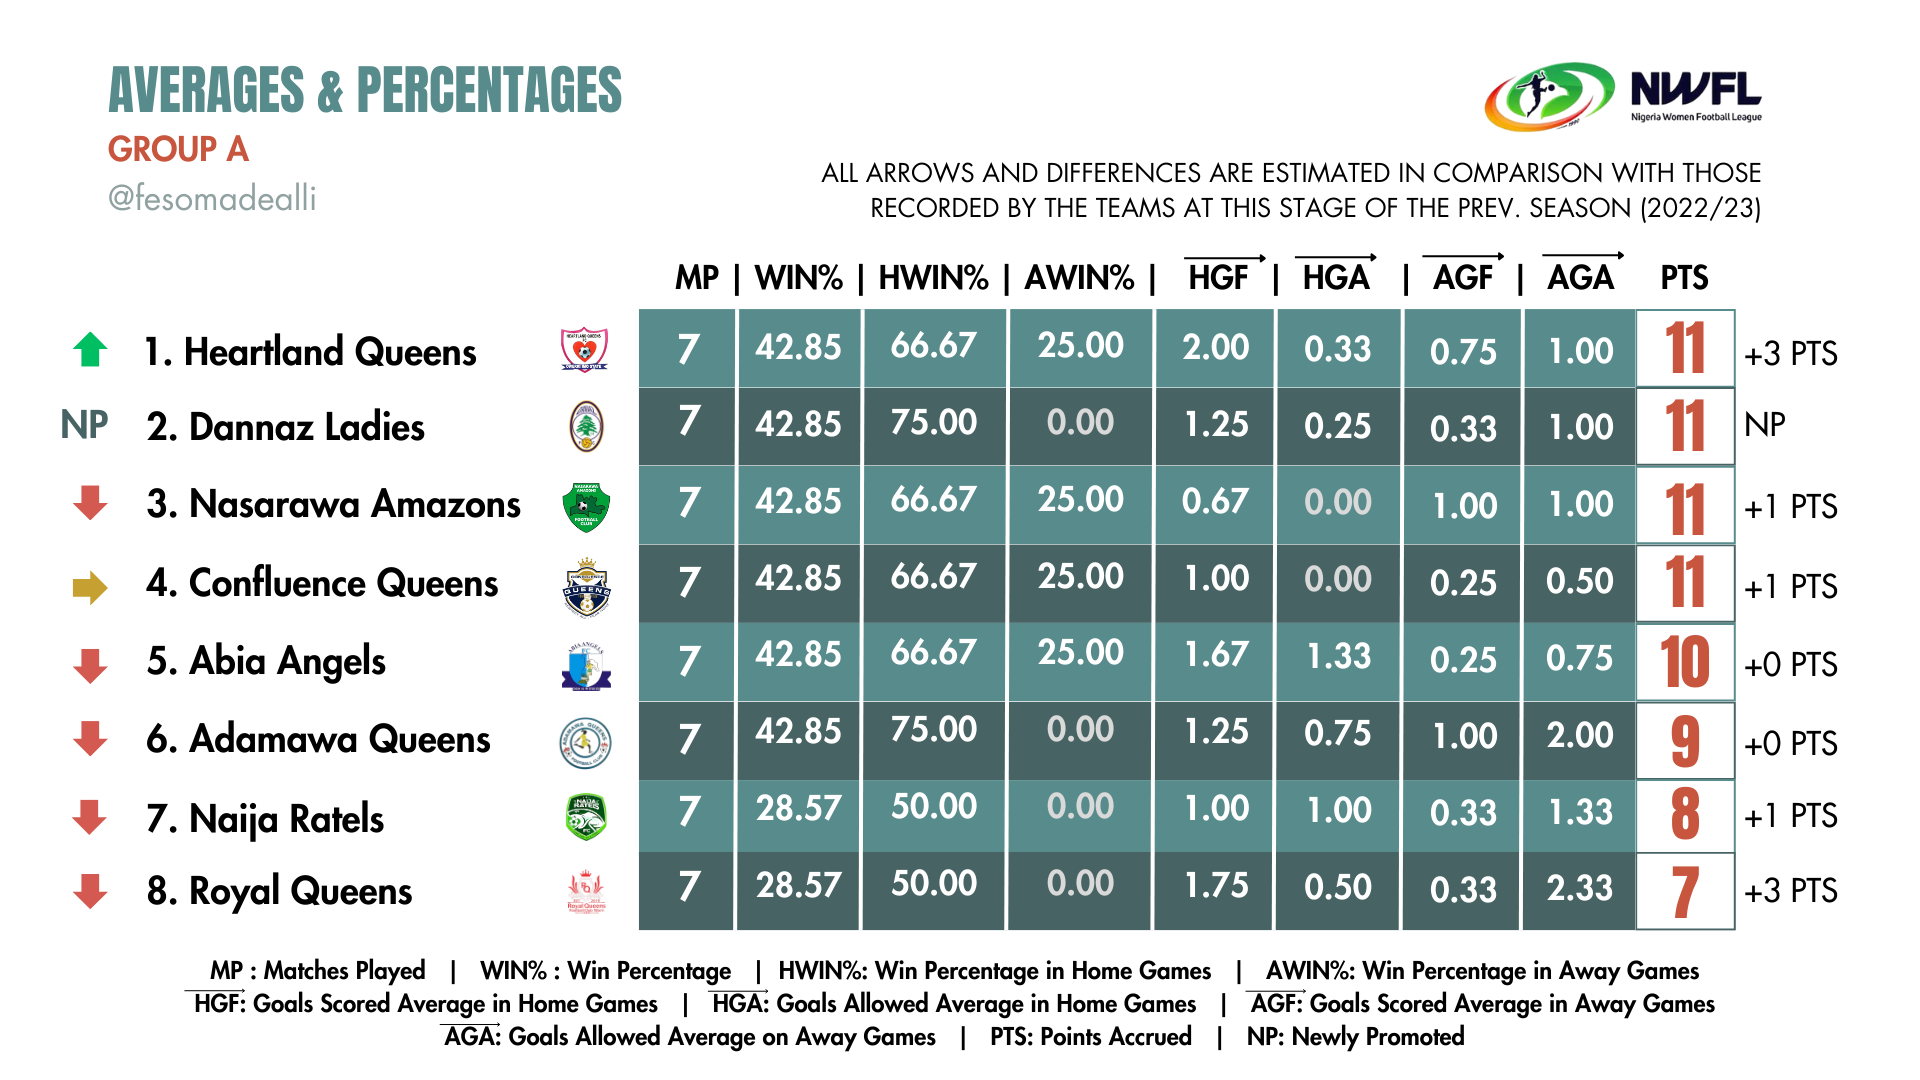 AVERAGES & PERCENTAGES
GROUP A
@fesomadealli
NWFL
Nigeria Women Football League
ALL ARROWS AND DIFFERENCES ARE ESTIMATED IN COMPARISON WITH THOSE
RECORDED BY THE TEAMS AT THIS STAGE OF THE PREV. SEASON (2022/23)
MP | WIN% | HWIN% | AWIN% | HGF | HGA | AGF | AGA PTS
1. Heartland Queens 7 42.85 66.67 25.00 2.00 0.33 0.75 1.00 11 +3 PTS
NP 2. Dannaz Ladies 7 42.85 75.00 0.00 1.25 0.25 0.33 1.00 11 NP
3. Nasarawa Amazons 7 42.85 66.67 25.00 0.67 0.00 1.00 1.00 11 +1 PTS
4. Confluence Queens 7 42.85 66.67 25.00 1.00 0.00 0.25 0.50 11 +1 PTS
5. Abia Angels 7 42.85 66.67 25.00 1.67 1.33 0.25 0.75 10 +0 PTS
6. Adamawa Queens 7 42.85 75.00 0.00 1.25 0.75 1.00 2.00 9 +0 PTS
7. Naija Ratels 7 28.57 50.00 0.00 1.00 1.00 0.33 1.33 8 +1 PTS
8. Royal Queens 7 28.57 50.00 0.00 1.75 0.50 0.33 2.33 7 +3 PTS
MP : Matches Played | WIN% : Win Percentage | HWIN%: Win Percentage in Home Games | AWIN%: Win Percentage in Away Games
HGF: Goals Scored Average in Home Games | HGA: Goals Allowed Average in Home Games | AGF: Goals Scored Average in Away Games
AGA: Goals Allowed Average on Away Games | PTS: Points Accrued | NP: Newly Promoted